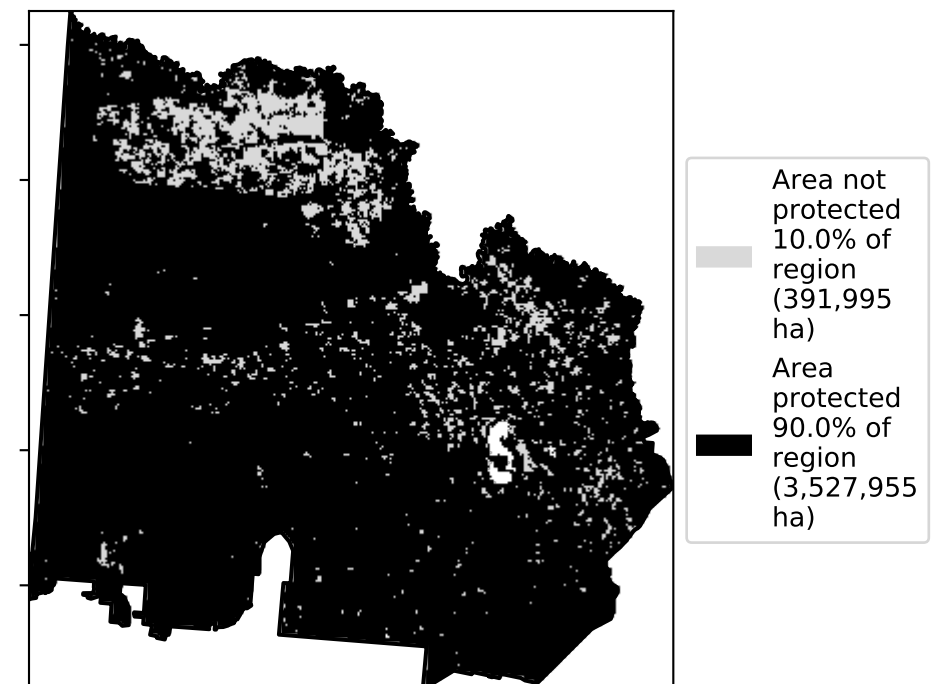 Area not
protected
10.0% of
region
(391,995
ha)
Area
protected
90.0% of
region
(3,527,955
ha)